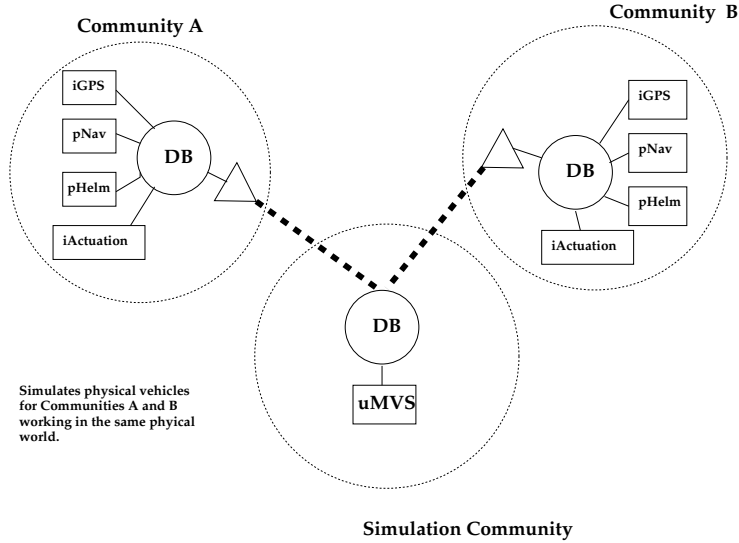 Community A
Community B
iGPS
pNav
pHelm
iActuation
DB
iGPS
pNav
pHelm
iActuation
DB
DB
uMVS
Simulates physical vehicles
for Communities A and B
working in the same phyical
world.
Simulation Community